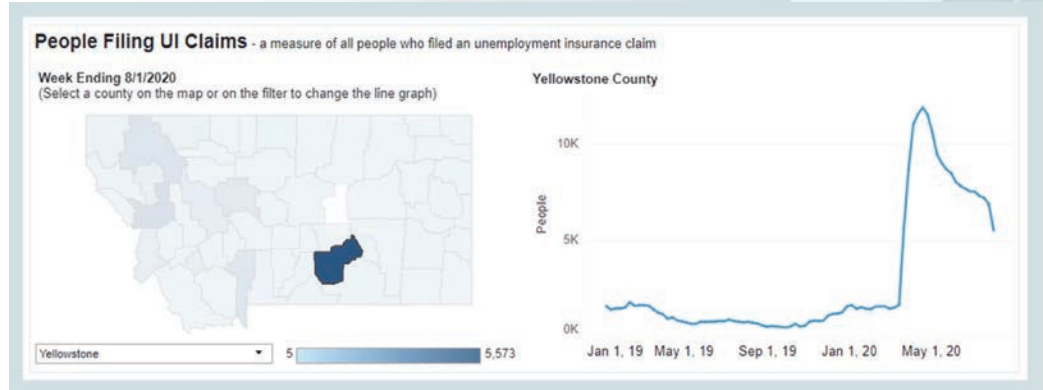 People Filing UI Claims - a measure of all people who filed an unemployment insurance claim
Week Ending 8/1/2020
(Select a county on the map or on the filter to change the line graph)
Yellowstone
5
5,573
Yellowstone County
People
10K
5K
0K
Jan 1, 19 May 1, 19 Sep 1, 19 Jan 1, 20 May 1, 20